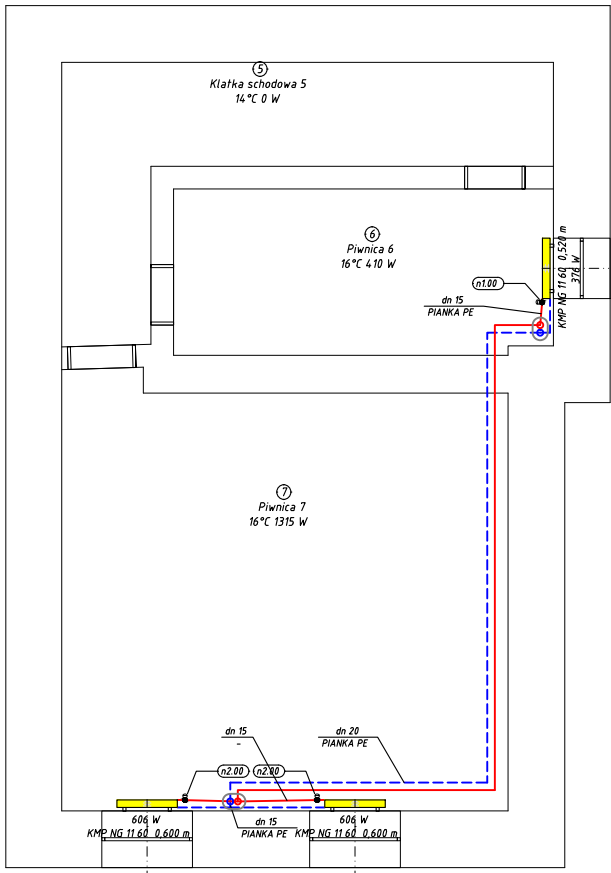 5
Klatka schodowa 5
14°C 0 W
6
Piwnica 6
16°C 410 W
KMP NG 11 60 0,520 m
376 W
n1.00
dn 15
PIANKA PE
7
Piwnica 7
16°C 1315 W
dn 15
-
dn 20
PIANKA PE
n2.00
n2.00
606 W
KMP NG 11 60 0,600 m
dn 15
PIANKA PE
606 W
KMP NG 11 60 0,600 m